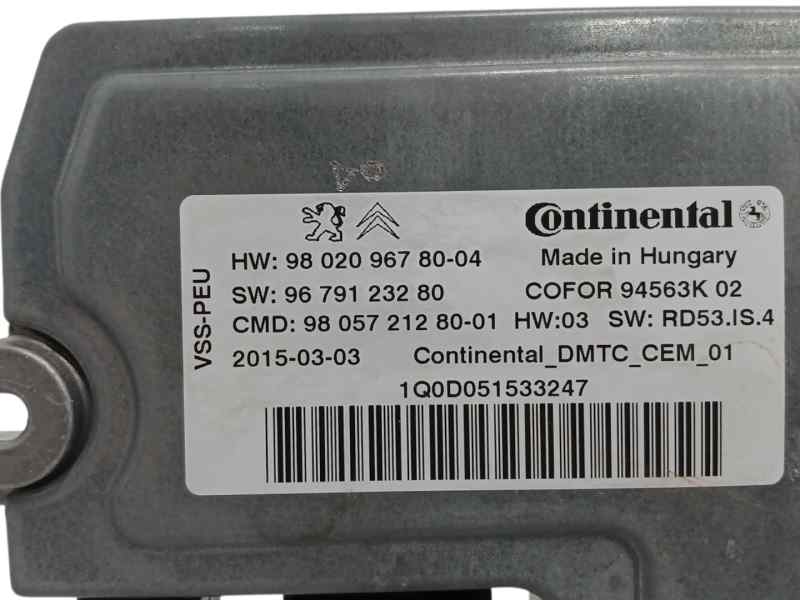 Continental
HW: 98 020 967 80-04 Made in Hungary
SW: 96 791 232 80 COFOR 94563K 02
CMD: 98 057 212 80-01 HW:03 SW: RD53.IS.4
2015-03-03 Continental_DMTC_CEM_01
1Q0D051533247
VSS-PEU